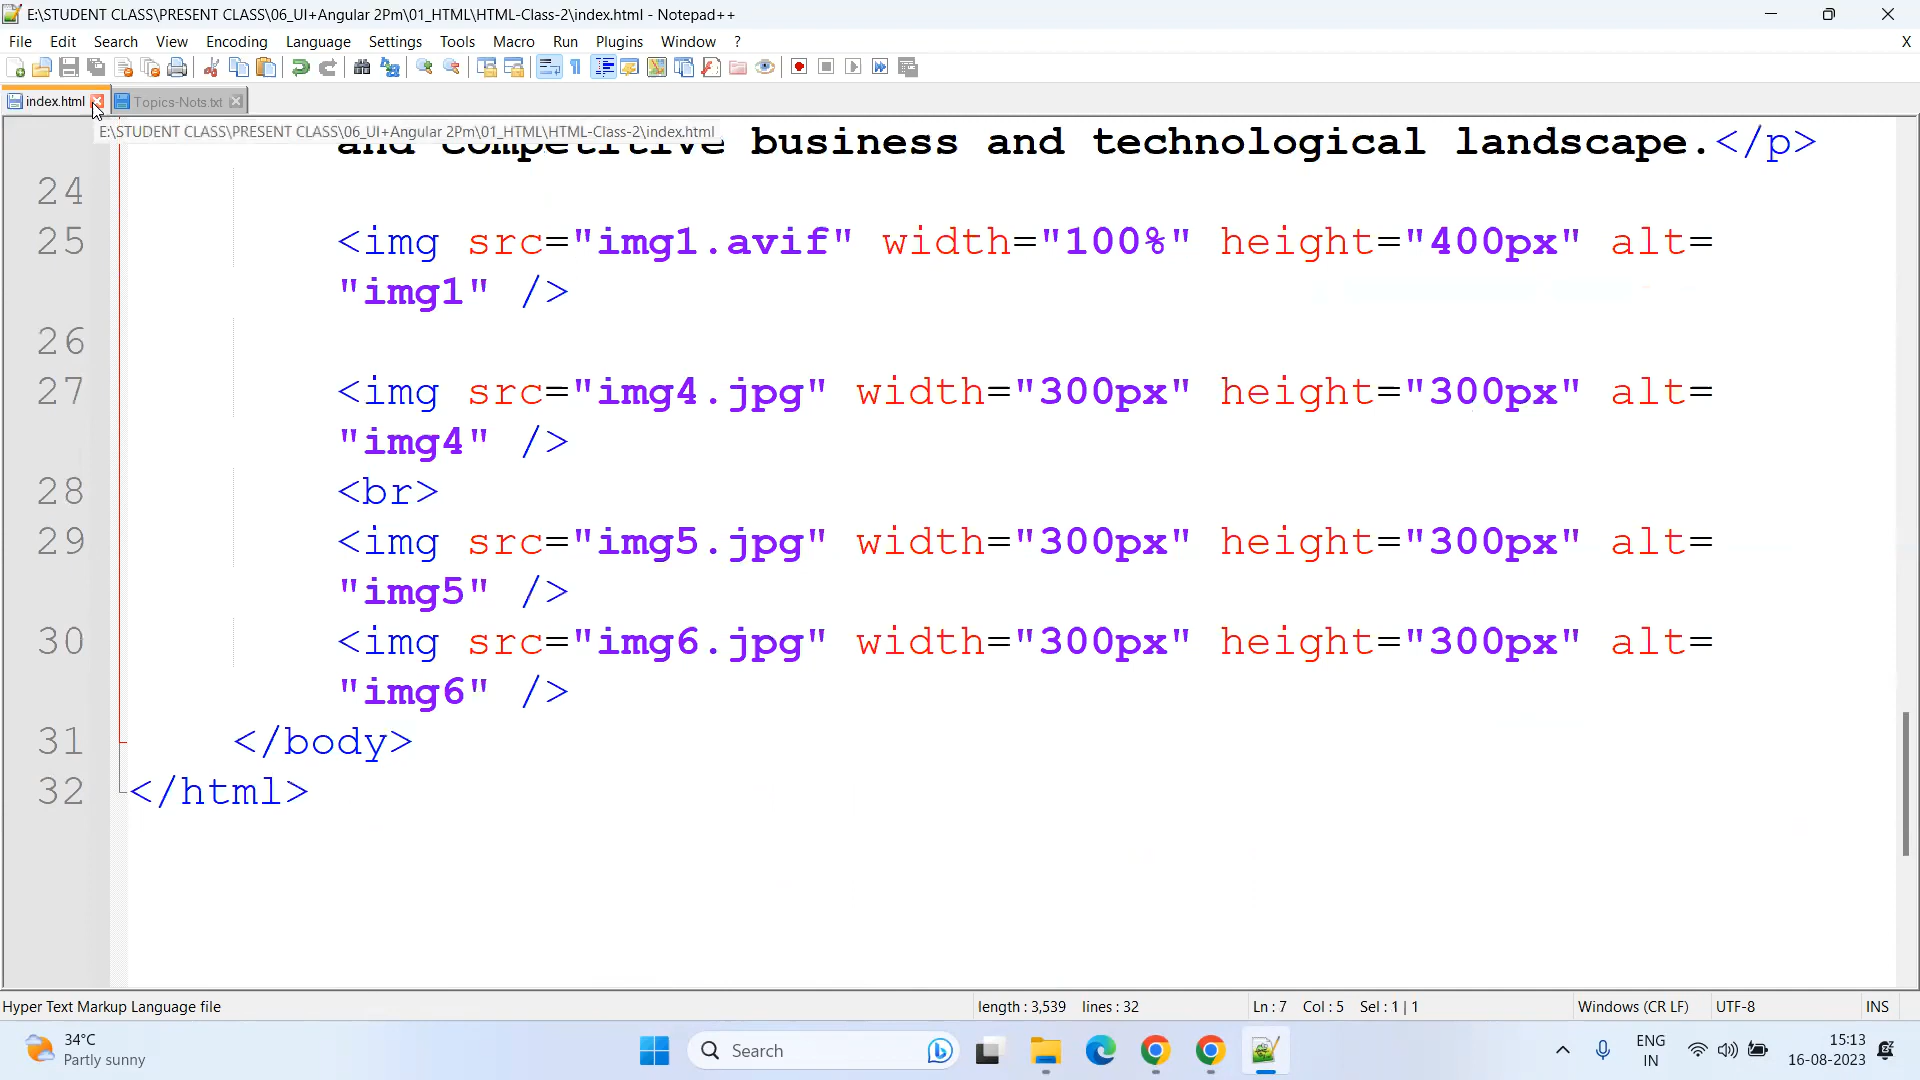 E:\STUDENT CLASS\PRESENT CLASS\06_UI+Angular 2Pm\01_HTML\HTML-Class-2\index.html - Notepad++
File Edit Search View Encoding Language Settings Tools Macro Run Plugins Window ? X
index.html Topics-Nots.txt
E:\STUDENT CLASS\PRESENT CLASS\06_UI+Angular 2Pm\01_HTML\HTML-Class-2\index.html
and competitive business and technological landscape.</p>
24
25 <img src="img1.avif" width="100%" height="400px" alt=
"img1" />
26
27 <img src="img4.jpg" width="300px" height="300px" alt=
"img4" />
28 <br>
29 <img src="img5.jpg" width="300px" height="300px" alt=
"img5" />
30 <img src="img6.jpg" width="300px" height="300px" alt=
"img6" />
31 </body>
32 </html>
Hyper Text Markup Language file length : 3,539 lines : 32 Ln : 7 Col : 5 Sel : 1 | 1 Windows (CR LF) UTF-8 INS
34°C
Partly sunny
Search
ENG
IN
15:13
16-08-2023